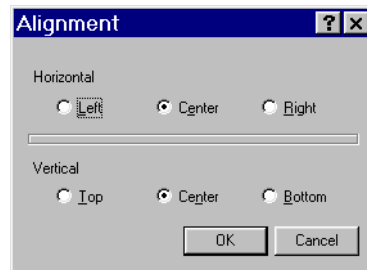 Alignment ? ×
Horizontal
Left Center Right
Vertical
Top Center Bottom
OK Cancel